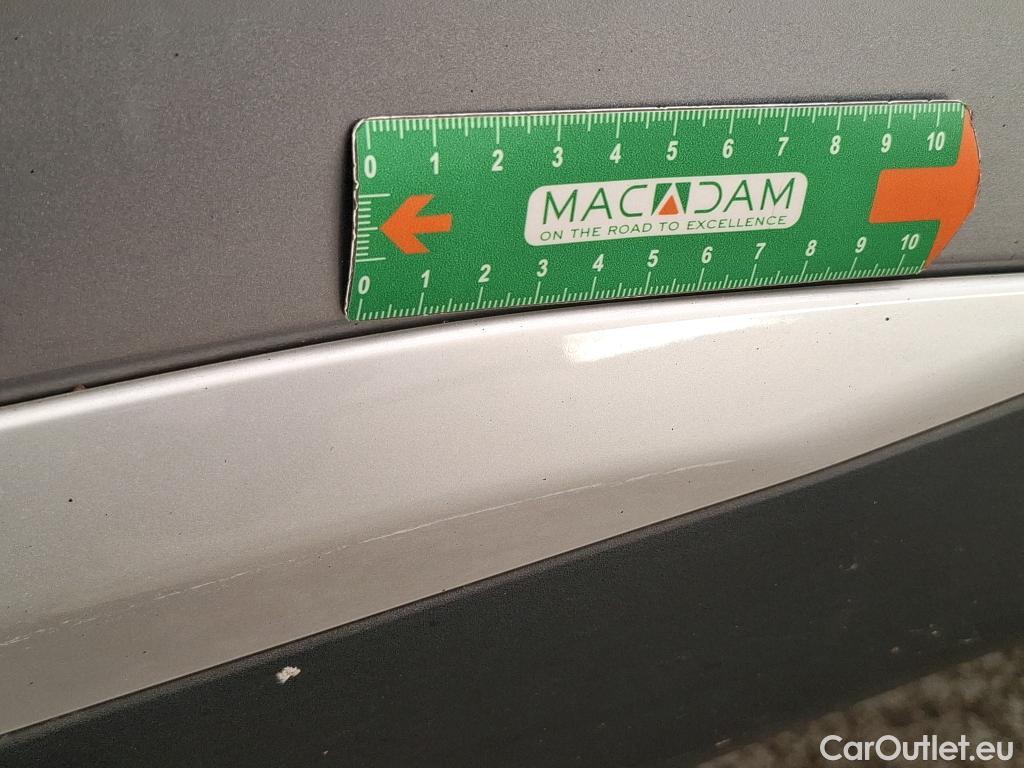 0 1 2 3 4 5 6 7 8 9 10
MACADAM
ON THE ROAD TO EXCELLENCE
0 1 2 3 4 5 6 7 8 9 10
CarOutlet.eu